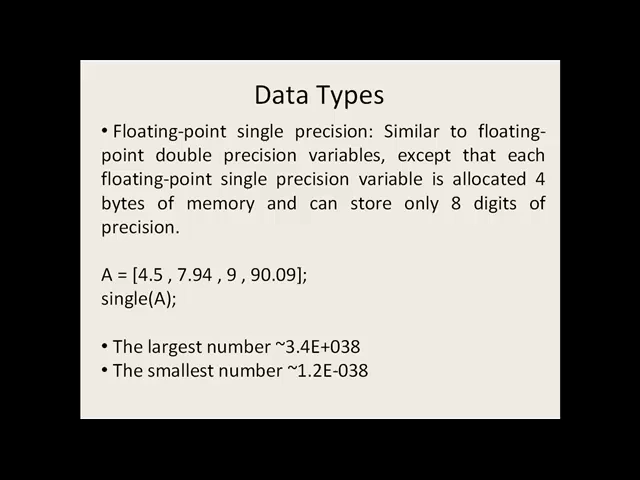 Data Types
• Floating-point single precision: Similar to floating-
point double precision variables, except that each
floating-point single precision variable is allocated 4
bytes of memory and can store only 8 digits of
precision.
A = [4.5 , 7.94 , 9 , 90.09];
single(A);
• The largest number ~3.4E+038
• The smallest number ~1.2E-038